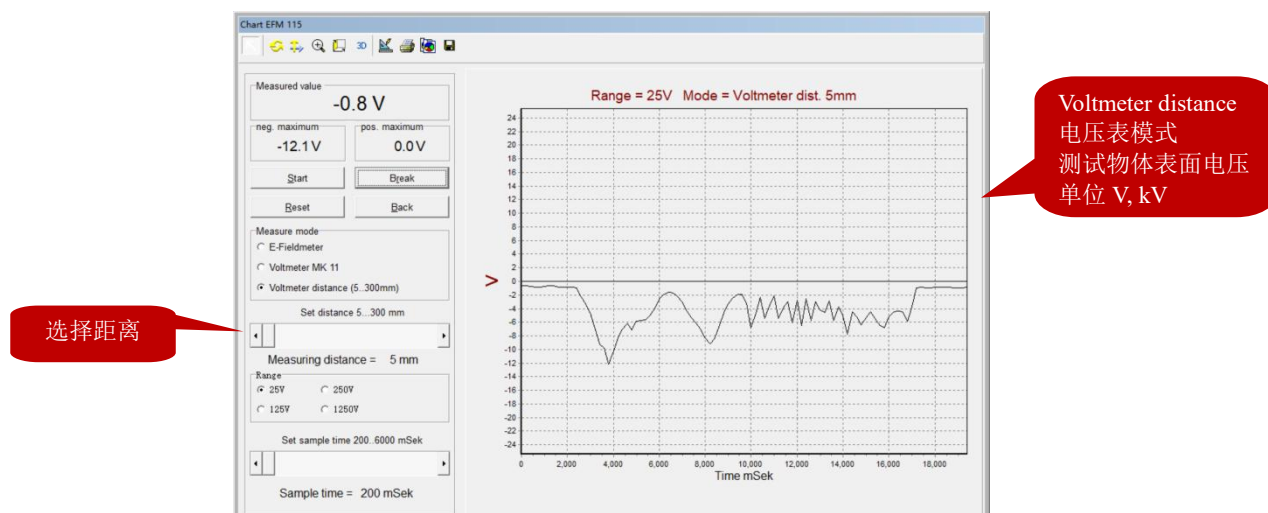 Chart EFM 115
3D
Measured value
-0.8 V
neg. maximum
pos. maximum
-12.1 V
0.0 V
Start
Break
Reset
Back
Measure mode
E-Fieldmeter
Voltmeter MK 11
Voltmeter distance (5..300mm)
Set distance 5...300 mm
Measuring distance = 5 mm
Range
25V
250V
125V
1250V
Set sample time 200..6000 mSek
Sample time = 200 mSek
Range = 25V Mode = Voltmeter dist. 5mm
24
22
20
18
16
14
12
10
8
6
4
2
0
-2
-4
-6
-8
-10
-12
-14
-16
-18
-20
-22
-24
>
0
2,000
4,000
6,000
8,000
10,000
12,000
14,000
16,000
18,000
Time mSek
选择距离
Voltmeter distance
电压表模式
测试物体表面电压
单位 V, kV